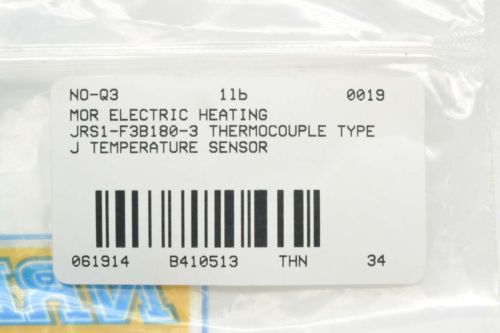 NO-Q3 1lb 0019
MOR ELECTRIC HEATING
JRS1-F3B180-3 THERMOCOUPLE TYPE
J TEMPERATURE SENSOR
061914 B410513 THN 34